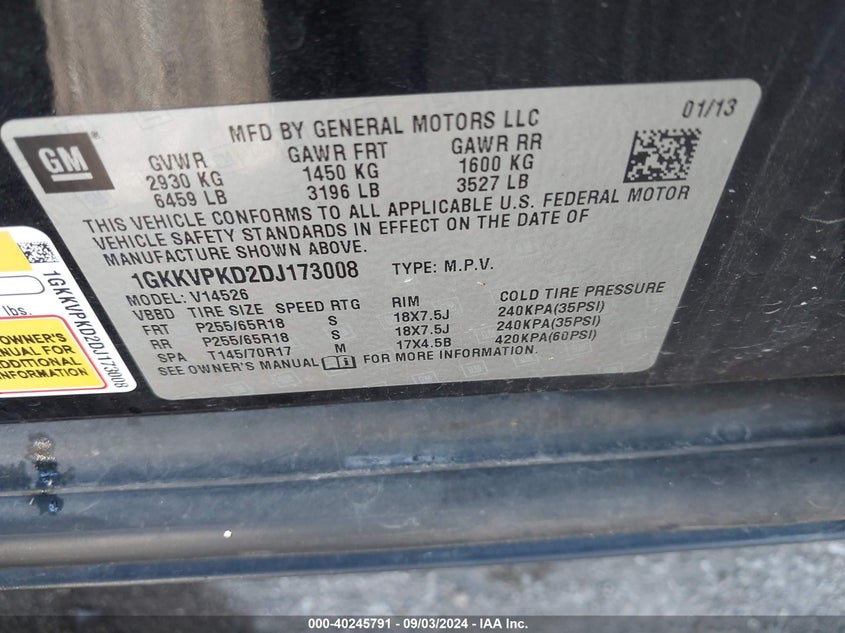 GM
MFD BY GENERAL MOTORS LLC
01/13
GVWR GAWR FRT GAWR RR
2930 KG 1450 KG 1600 KG
6459 LB 3196 LB 3527 LB
THIS VEHICLE CONFORMS TO ALL APPLICABLE U.S. FEDERAL MOTOR
VEHICLE SAFETY STANDARDS IN EFFECT ON THE DATE OF
MANUFACTURE SHOWN ABOVE.
1GKKVPKD2DJ173008 TYPE: M.P.V.
MODEL: V14526
VBBD TIRE SIZE SPEED RTG RIM COLD TIRE PRESSURE
FRT P255/65R18 S 18X7.5J 240KPA(35PSI)
RR P255/65R18 S 18X7.5J 240KPA(35PSI)
SPA T145/70R17 M 17X4.5B 420KPA(60PSI)
SEE OWNER'S MANUAL FOR MORE INFORMATION.
lbs.
OWNER'S
MANUAL FOR
ADDITIONAL
INFORMATION
1GKKVPKD2DJ173008
000-40245791 - 09/03/2024 - IAA Inc.